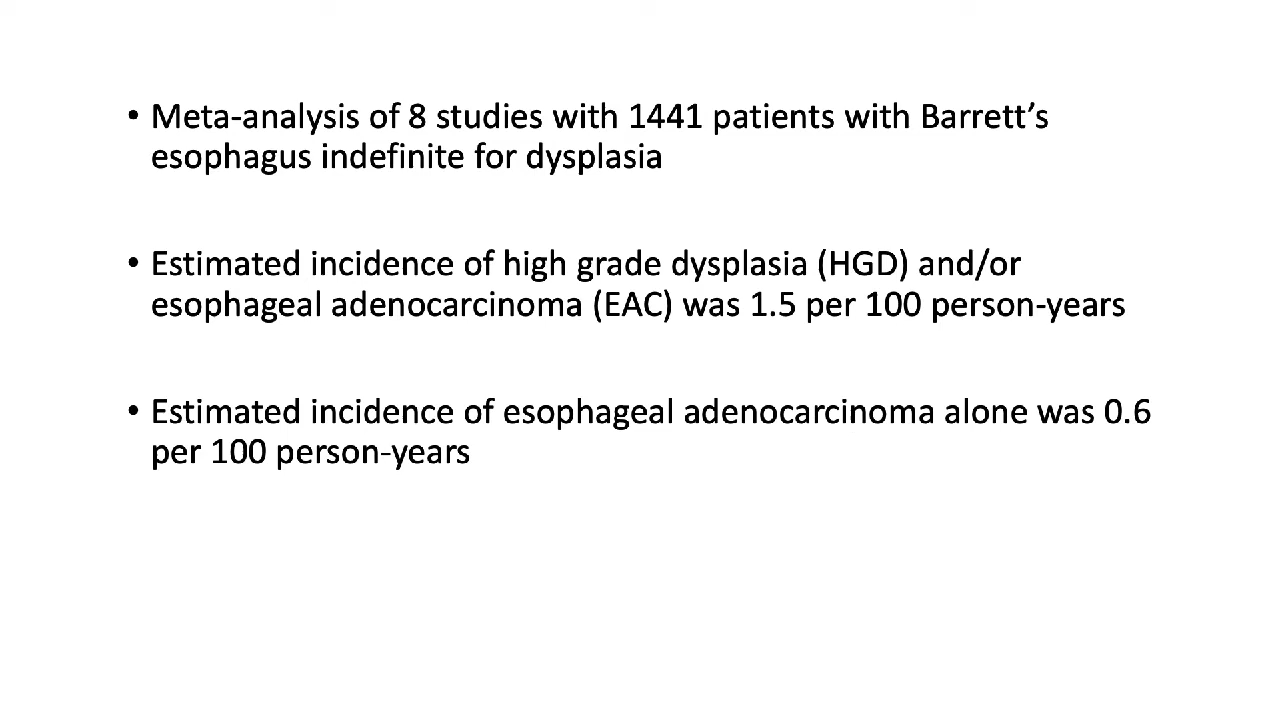 • Meta-analysis of 8 studies with 1441 patients with Barrett’s
esophagus indefinite for dysplasia
• Estimated incidence of high grade dysplasia (HGD) and/or
esophageal adenocarcinoma (EAC) was 1.5 per 100 person-years
• Estimated incidence of esophageal adenocarcinoma alone was 0.6
per 100 person-years